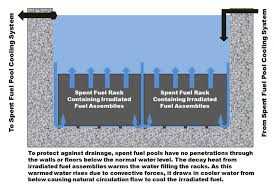 To Spent Fuel Pool Cooling System
From Spent Fuel Pool Cooling System
Spent Fuel Rack
Containing Irradiated
Fuel Assemblies
Spent Fuel Rack
Containing Irradiated
Fuel Assemblies
To protect against drainage, spent fuel pools have no penetrations through
the walls or floors below the normal water level. The decay heat from
irradiated fuel assemblies warms the water filling the racks. As this
warmed water rises due to convective forces, it draws in cooler water from
below causing natural circulation flow to cool the irradiated fuel.